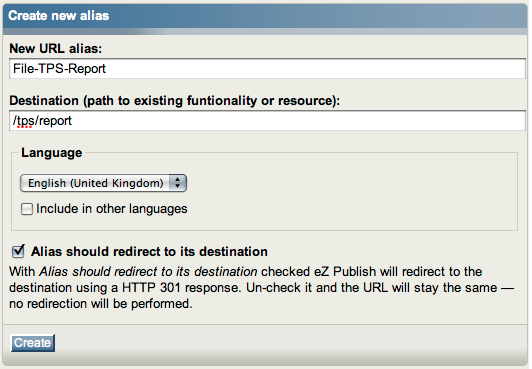 Create new alias
New URL alias:
File-TPS-Report
Destination (path to existing funtionality or resource):
/tps/report
Language
English (United Kingdom)
Include in other languages
Alias should redirect to its destination
With Alias should redirect to its destination checked eZ Publish will redirect to the
destination using a HTTP 301 response. Un-check it and the URL will stay the same —
no redirection will be performed.
Create